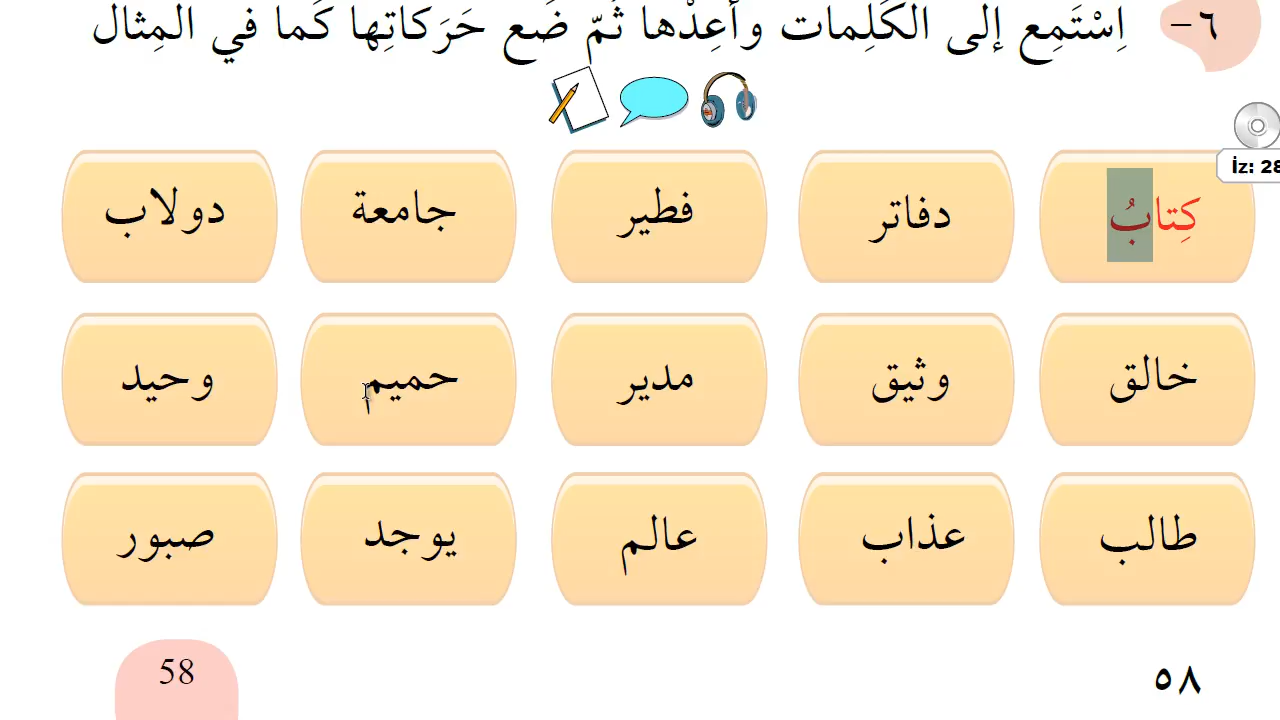 ٦- اِسْتَمِع إلى الكَلِمات وأعِدْها ثُمّ ضَع حَرَكاتِها كَما في المِثال
İz: 28
كِتابُ دفاتر فطير جامعة دولاب
خالق وثيق مدير حميم وحيد
طالب عذاب عالم يوجد صبور
٥٨ 58